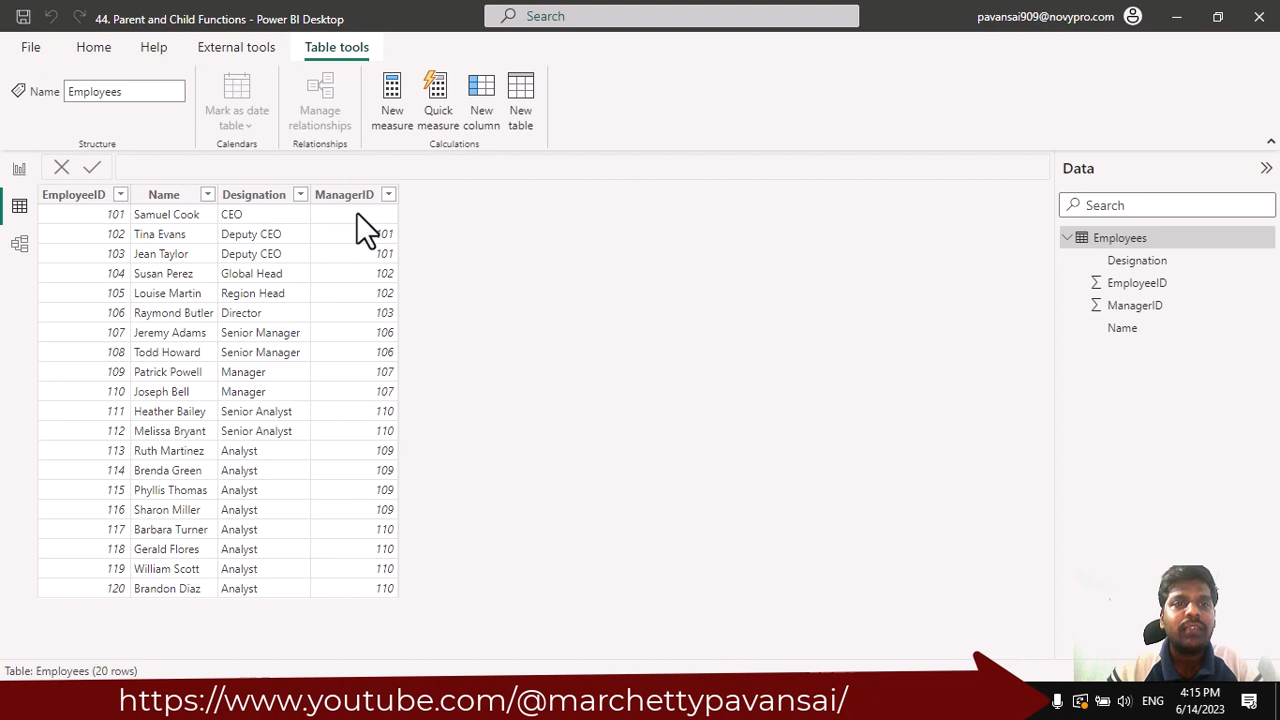 44. Parent and Child Functions - Power BI Desktop
Search
pavansai909@novypro.com
File
Home
Help
External tools
Table tools
Name
Employees
Mark as date
table
Manage
relationships
New
measure
Quick
measure
New
column
New
table
Structure
Calendars
Relationships
Calculations
Data
Search
Employees
Designation
EmployeeID
ManagerID
Name
EmployeeID Name Designation ManagerID
101 Samuel Cook CEO
102 Tina Evans Deputy CEO 101
103 Jean Taylor Deputy CEO 101
104 Susan Perez Global Head 102
105 Louise Martin Region Head 102
106 Raymond Butler Director 103
107 Jeremy Adams Senior Manager 106
108 Todd Howard Senior Manager 106
109 Patrick Powell Manager 107
110 Joseph Bell Manager 107
111 Heather Bailey Senior Analyst 110
112 Melissa Bryant Senior Analyst 110
113 Ruth Martinez Analyst 109
114 Brenda Green Analyst 109
115 Phyllis Thomas Analyst 109
116 Sharon Miller Analyst 109
117 Barbara Turner Analyst 110
118 Gerald Flores Analyst 110
119 William Scott Analyst 110
120 Brandon Diaz Analyst 110
Table: Employees (20 rows)
https://www.youtube.com/@marchettypavansai/
ENG
4:15 PM
6/14/2023